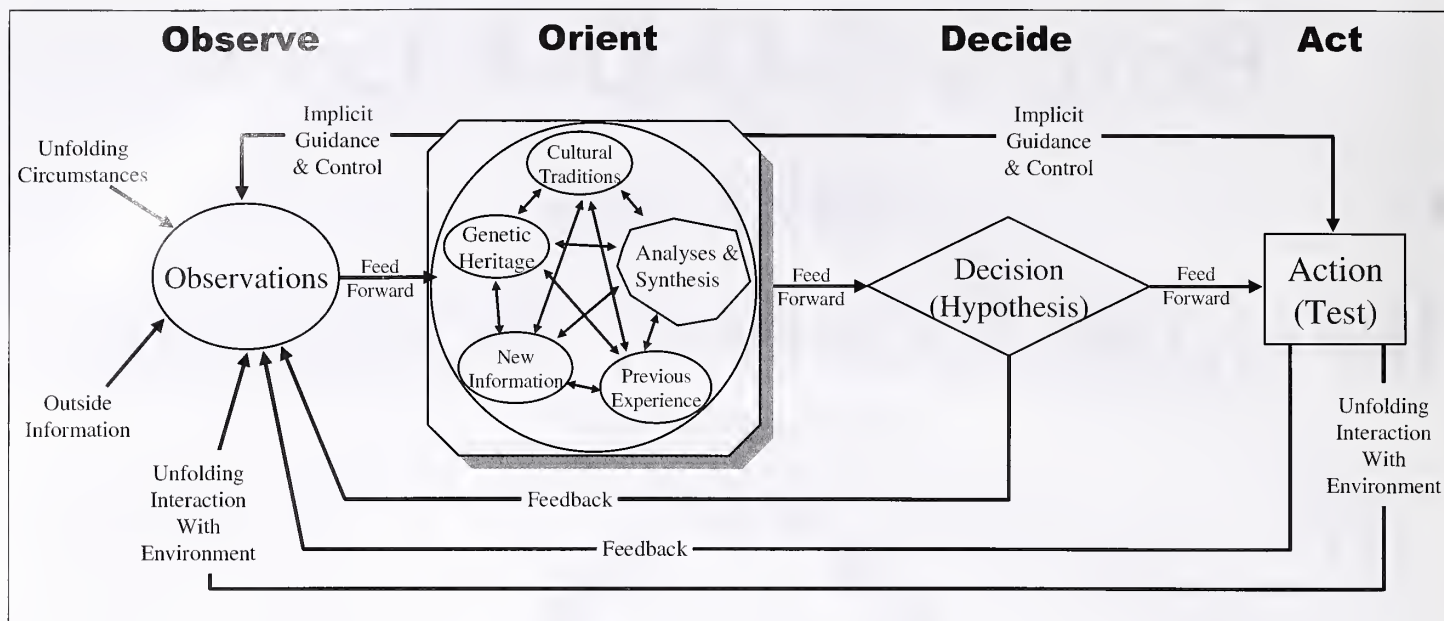 Observe
Orient
Decide
Act
Implicit
Guidance
& Control
Unfolding
Circumstances
Observations
Outside
Information
Unfolding
Interaction
With
Environment
Feed
Forward
Cultural
Traditions
Genetic
Heritage
Analyses &
Synthesis
New
Information
Previous
Experience
Feed
Forward
Implicit
Guidance
& Control
Decision
(Hypothesis)
Feed
Forward
Action
(Test)
Unfolding
Interaction
With
Environment
Feedback
Feedback